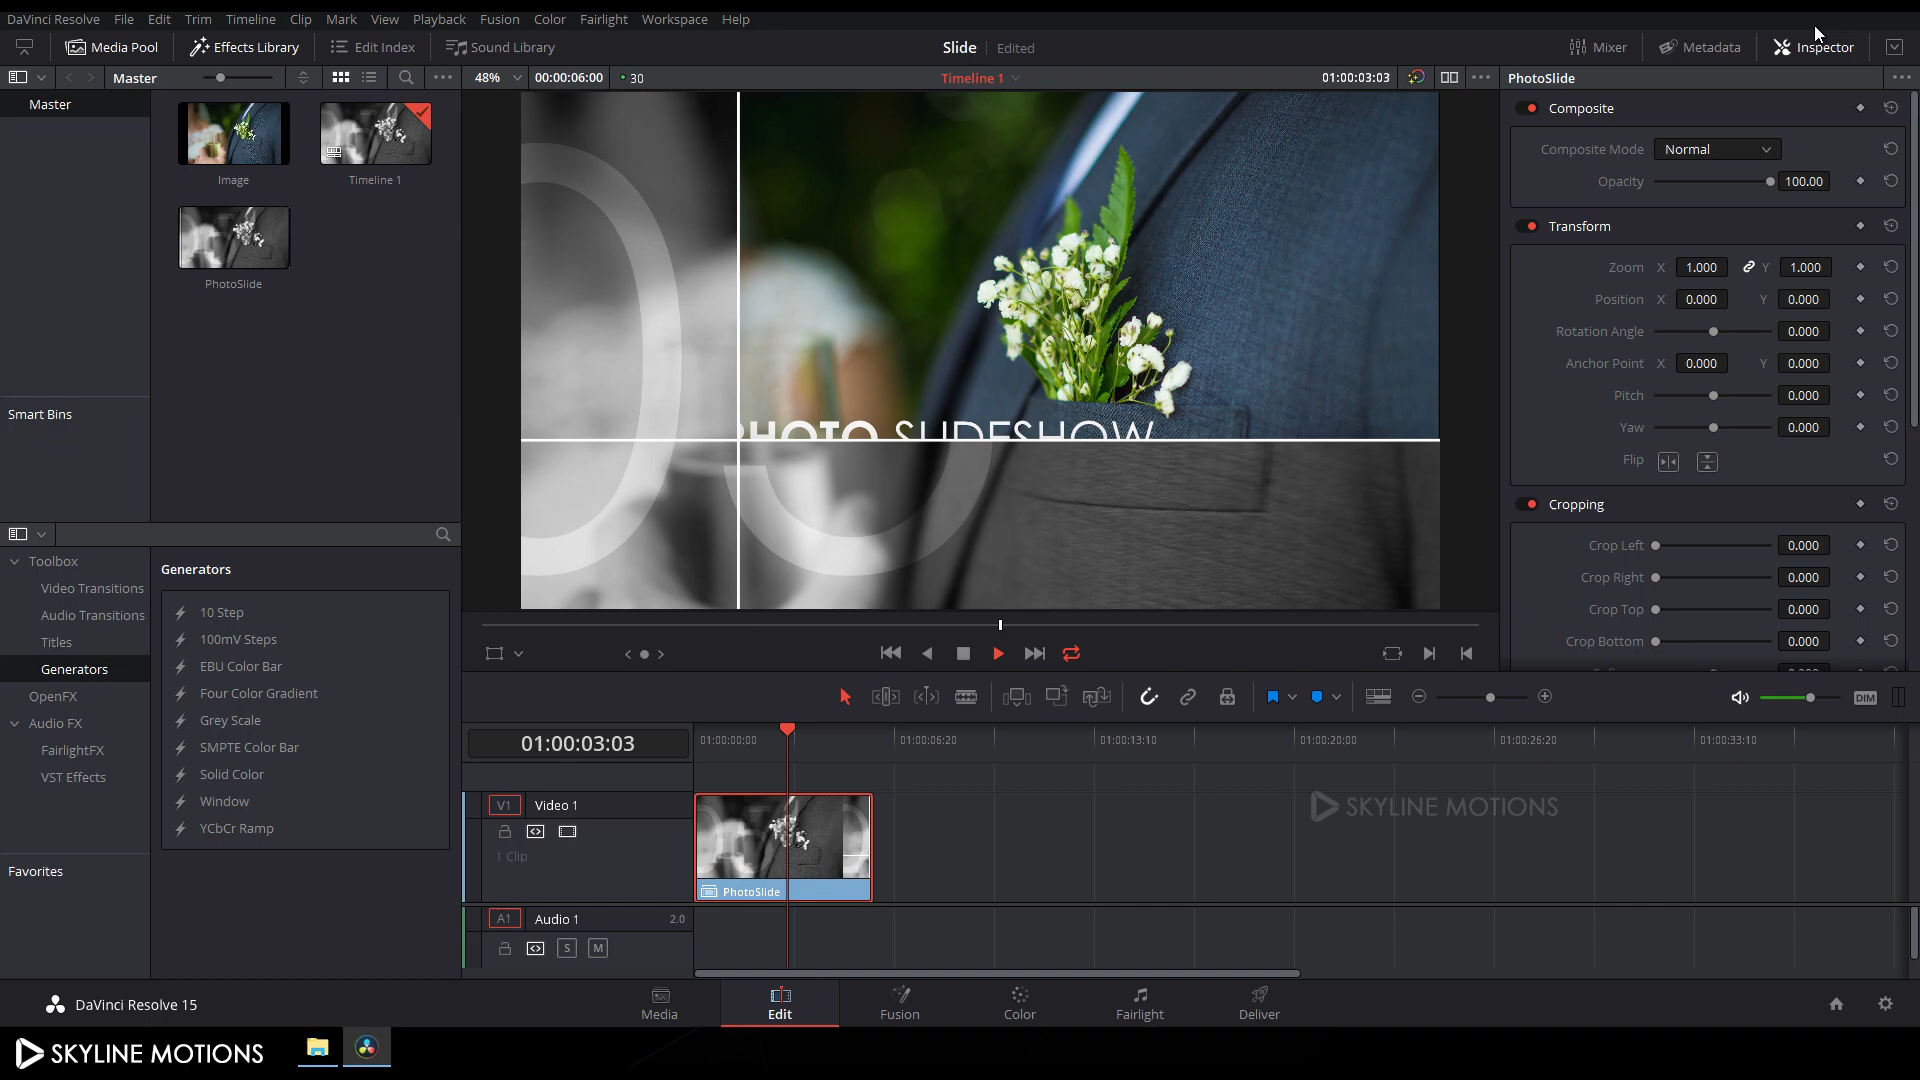 DaVinci Resolve File Edit Trim Timeline Clip Mark View Playback Fusion Color Fairlight Workspace Help
Media Pool Effects Library Edit Index Sound Library Slide Edited Mixer Metadata Inspector
Master 48% 00:00:06:00 30 Timeline 1 01:00:03:03 PhotoSlide
Master
Image
Timeline 1
PhotoSlide
Smart Bins
PHOTO SLIDESHOW
Composite
Composite Mode Normal
Opacity 100.00
Transform
Zoom X 1.000 Y 1.000
Position X 0.000 Y 0.000
Rotation Angle 0.000
Anchor Point X 0.000 Y 0.000
Pitch 0.000
Yaw 0.000
Flip
Cropping
Crop Left 0.000
Crop Right 0.000
Crop Top 0.000
Crop Bottom 0.000
Toolbox
Video Transitions
Audio Transitions
Titles
Generators
OpenFX
Audio FX
FairlightFX
VST Effects
Favorites
Generators
10 Step
100mV Steps
EBU Color Bar
Four Color Gradient
Grey Scale
SMPTE Color Bar
Solid Color
Window
YCbCr Ramp
DIM
01:00:03:03 01:00:00:00 01:00:06:20 01:00:13:10 01:00:20:00 01:00:26:20 01:00:33:10
V1 Video 1
1 Clip
PhotoSlide
SKYLINE MOTIONS
A1 Audio 1 2.0
S M
DaVinci Resolve 15 Media Edit Fusion Color Fairlight Deliver
SKYLINE MOTIONS